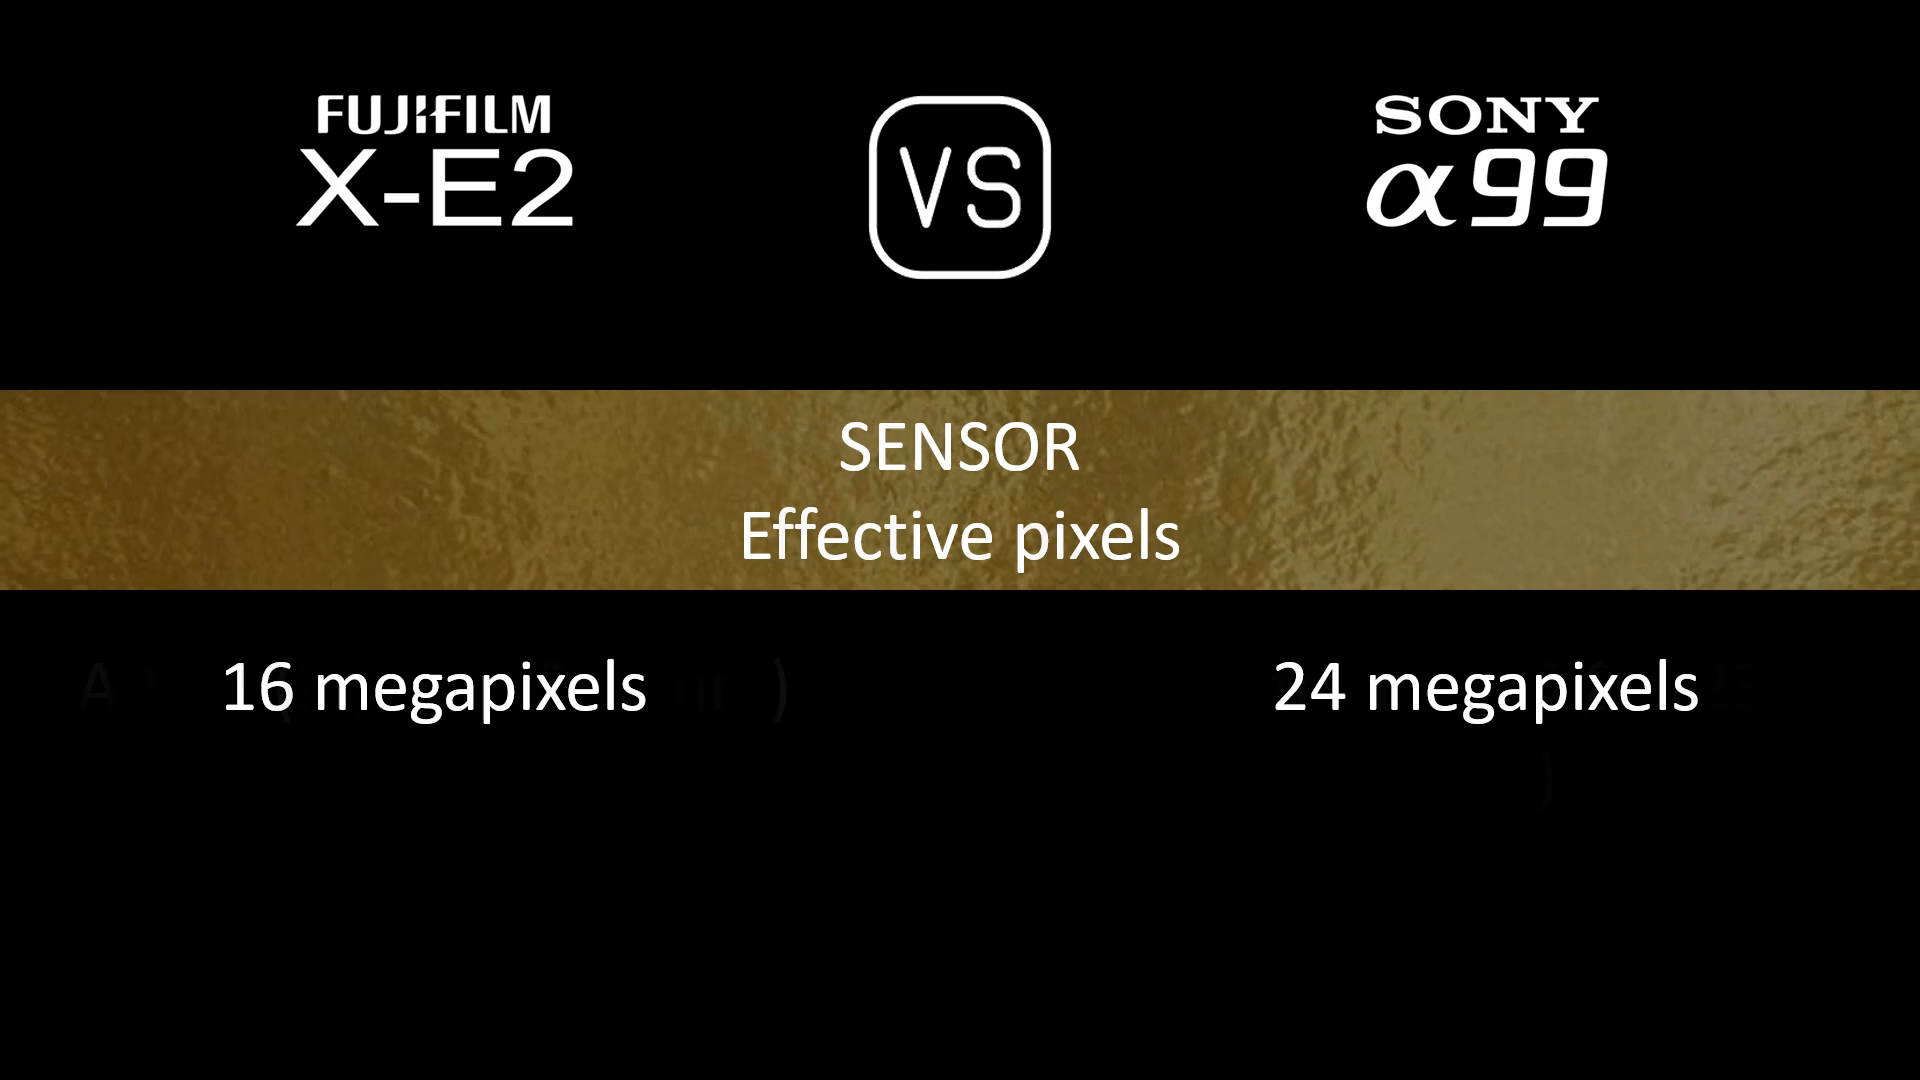 FUJIFILM
X-E2
VS
SONY
α99
SENSOR
Effective pixels
16 megapixels
24 megapixels